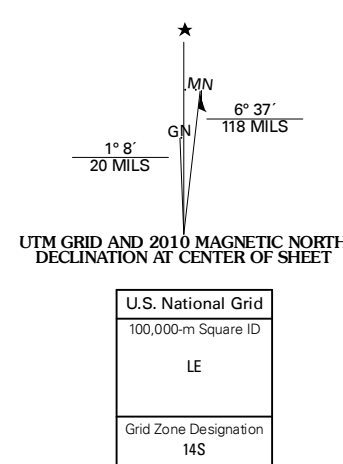 MN
GN
6° 37´
118 MILS
1° 8´
20 MILS
UTM GRID AND 2010 MAGNETIC NORTH
DECLINATION AT CENTER OF SHEET
U.S. National Grid
100,000-m Square ID
LE
Grid Zone Designation
14S